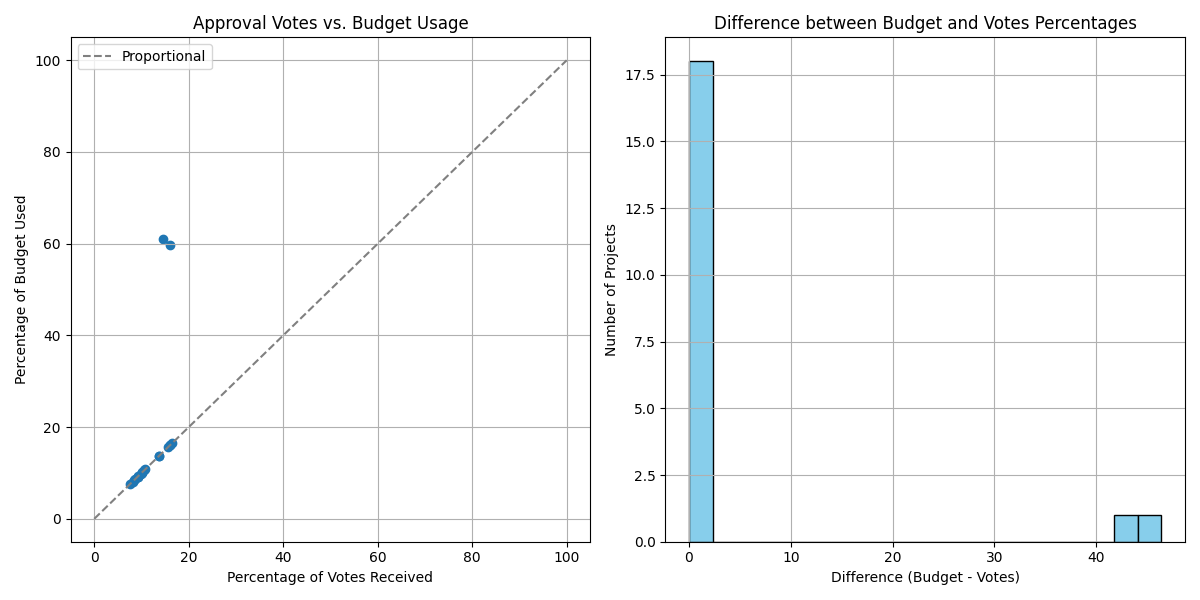 Approval Votes vs. Budget Usage
Proportional
100
80
60
40
20
0
0 20 40 60 80 100
Percentage of Budget Used
Percentage of Votes Received
Difference between Budget and Votes Percentages
17.5
15.0
12.5
10.0
7.5
5.0
2.5
0.0
0 10 20 30 40
Number of Projects
Difference (Budget - Votes)